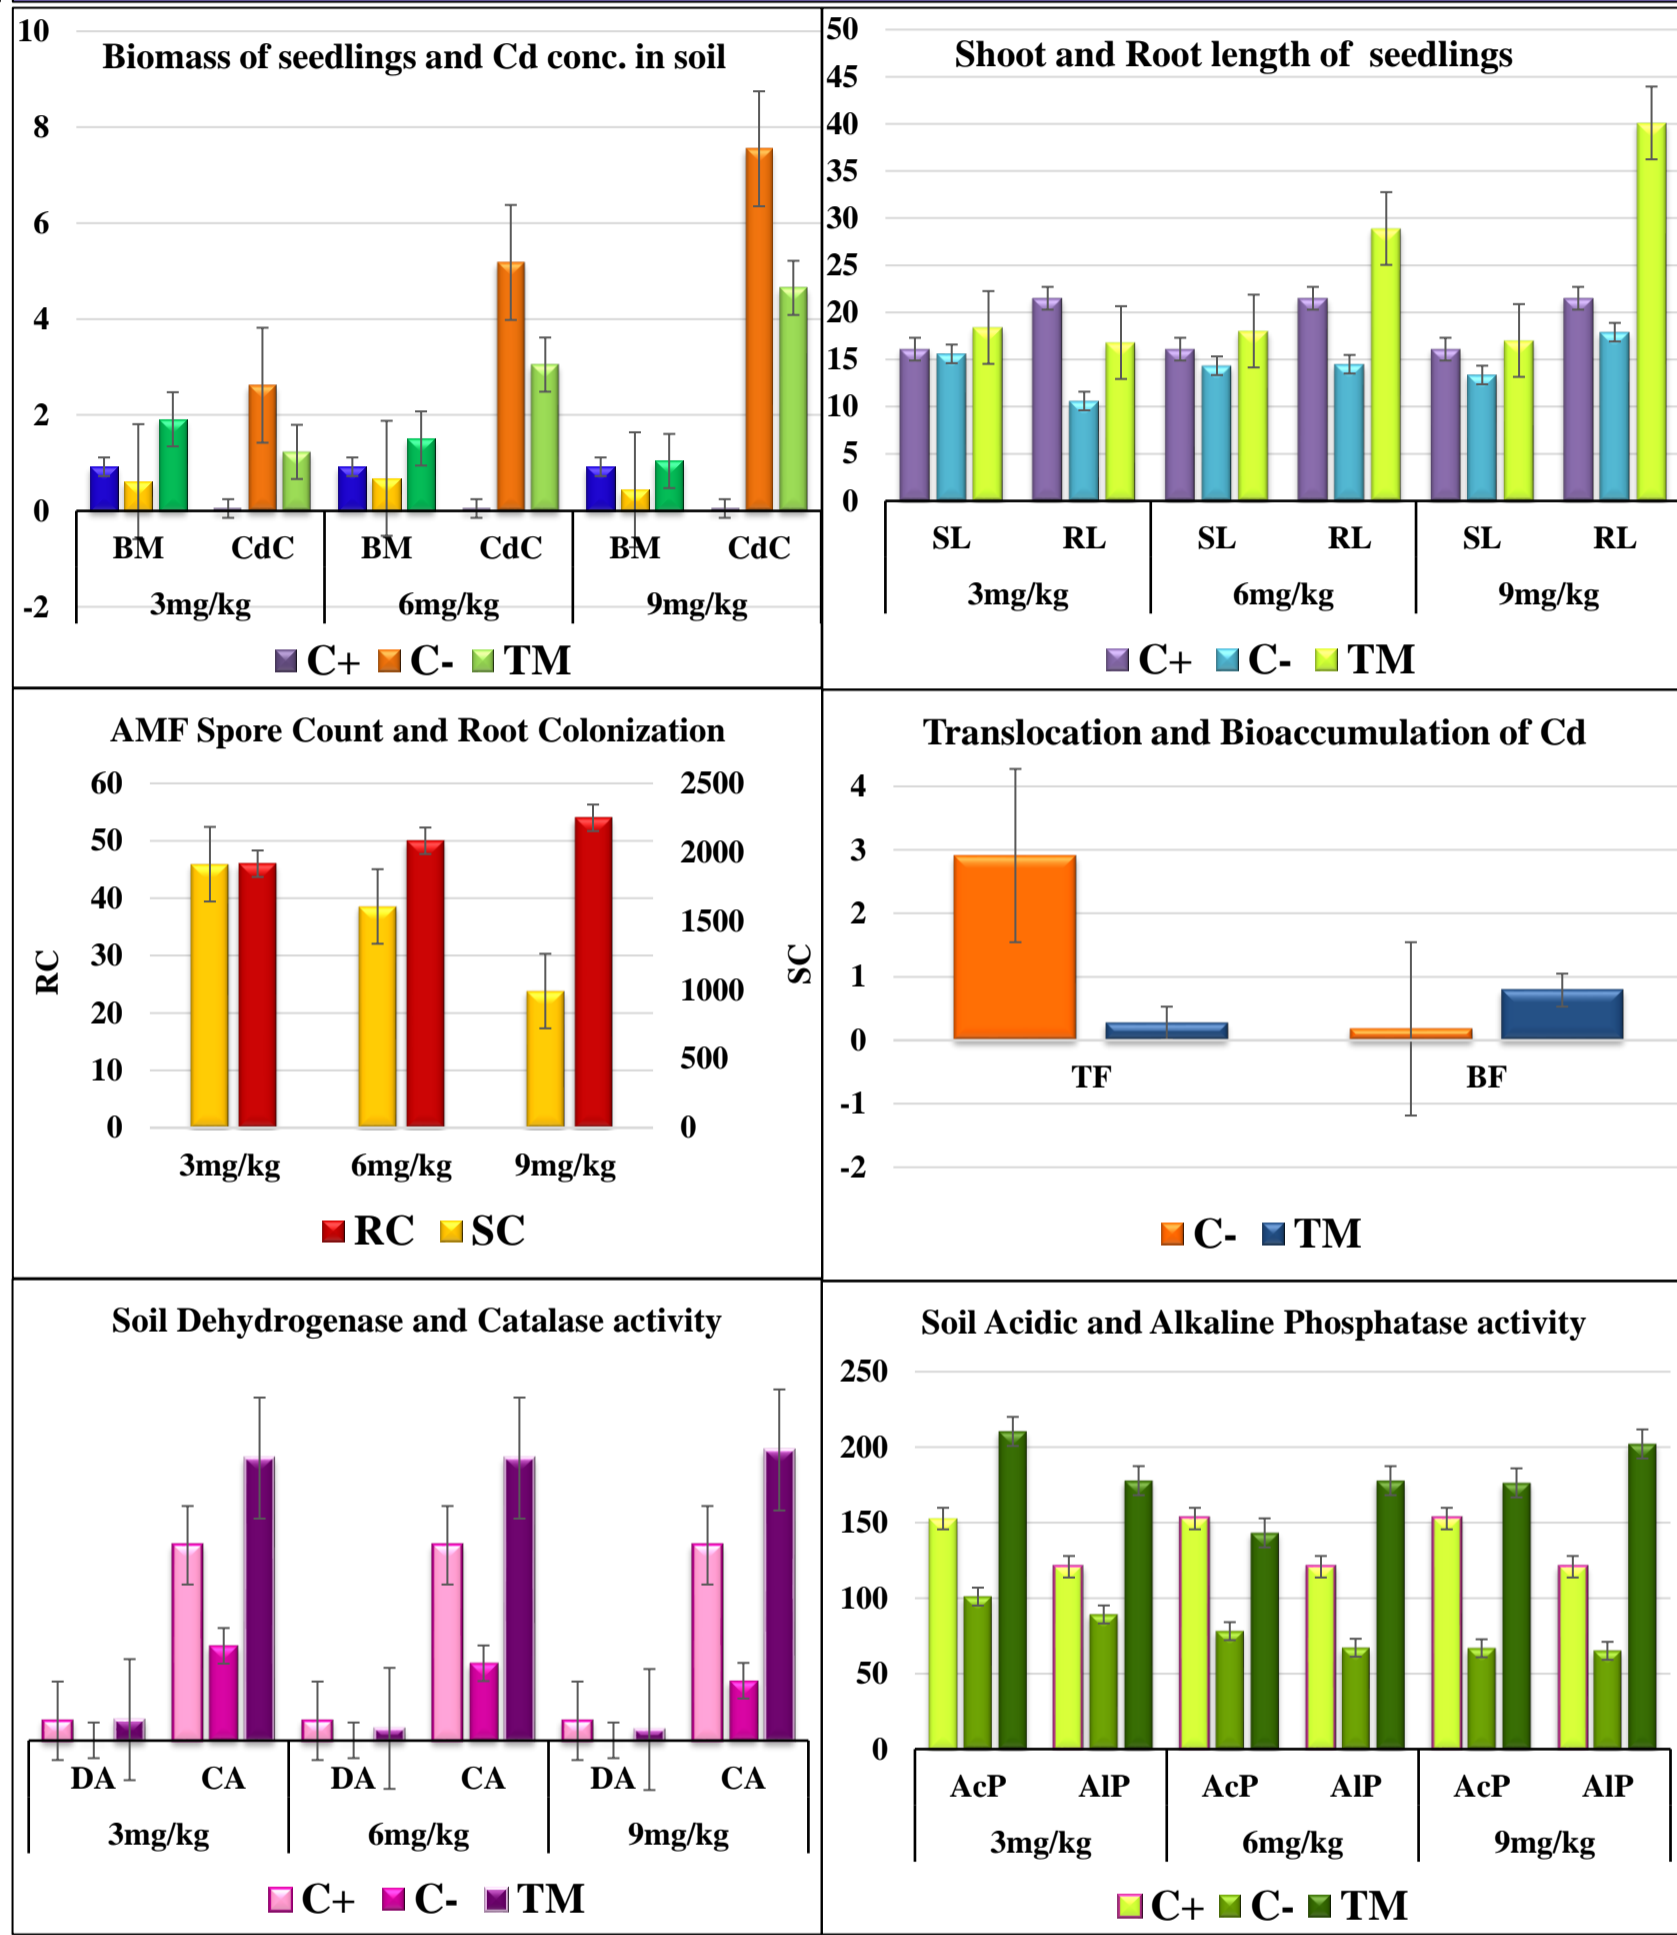 Biomass of seedlings and Cd conc. in soil
10
8
6
4
2
0
-2
BM CdC BM CdC BM CdC
3mg/kg 6mg/kg 9mg/kg
C+ C- TM
Shoot and Root length of seedlings
50
45
40
35
30
25
20
15
10
5
0
SL RL SL RL SL RL
3mg/kg 6mg/kg 9mg/kg
C+ C- TM
AMF Spore Count and Root Colonization
60
50
40
30
20
10
0
RC
2500
2000
1500
1000
500
0
SC
3mg/kg 6mg/kg 9mg/kg
RC SC
Translocation and Bioaccumulation of Cd
4
3
2
1
0
-1
-2
TF BF
C- TM
Soil Dehydrogenase and Catalase activity
DA CA DA CA DA CA
3mg/kg 6mg/kg 9mg/kg
C+ C- TM
Soil Acidic and Alkaline Phosphatase activity
250
200
150
100
50
0
AcP AlP AcP AlP AcP AlP
3mg/kg 6mg/kg 9mg/kg
C+ C- TM